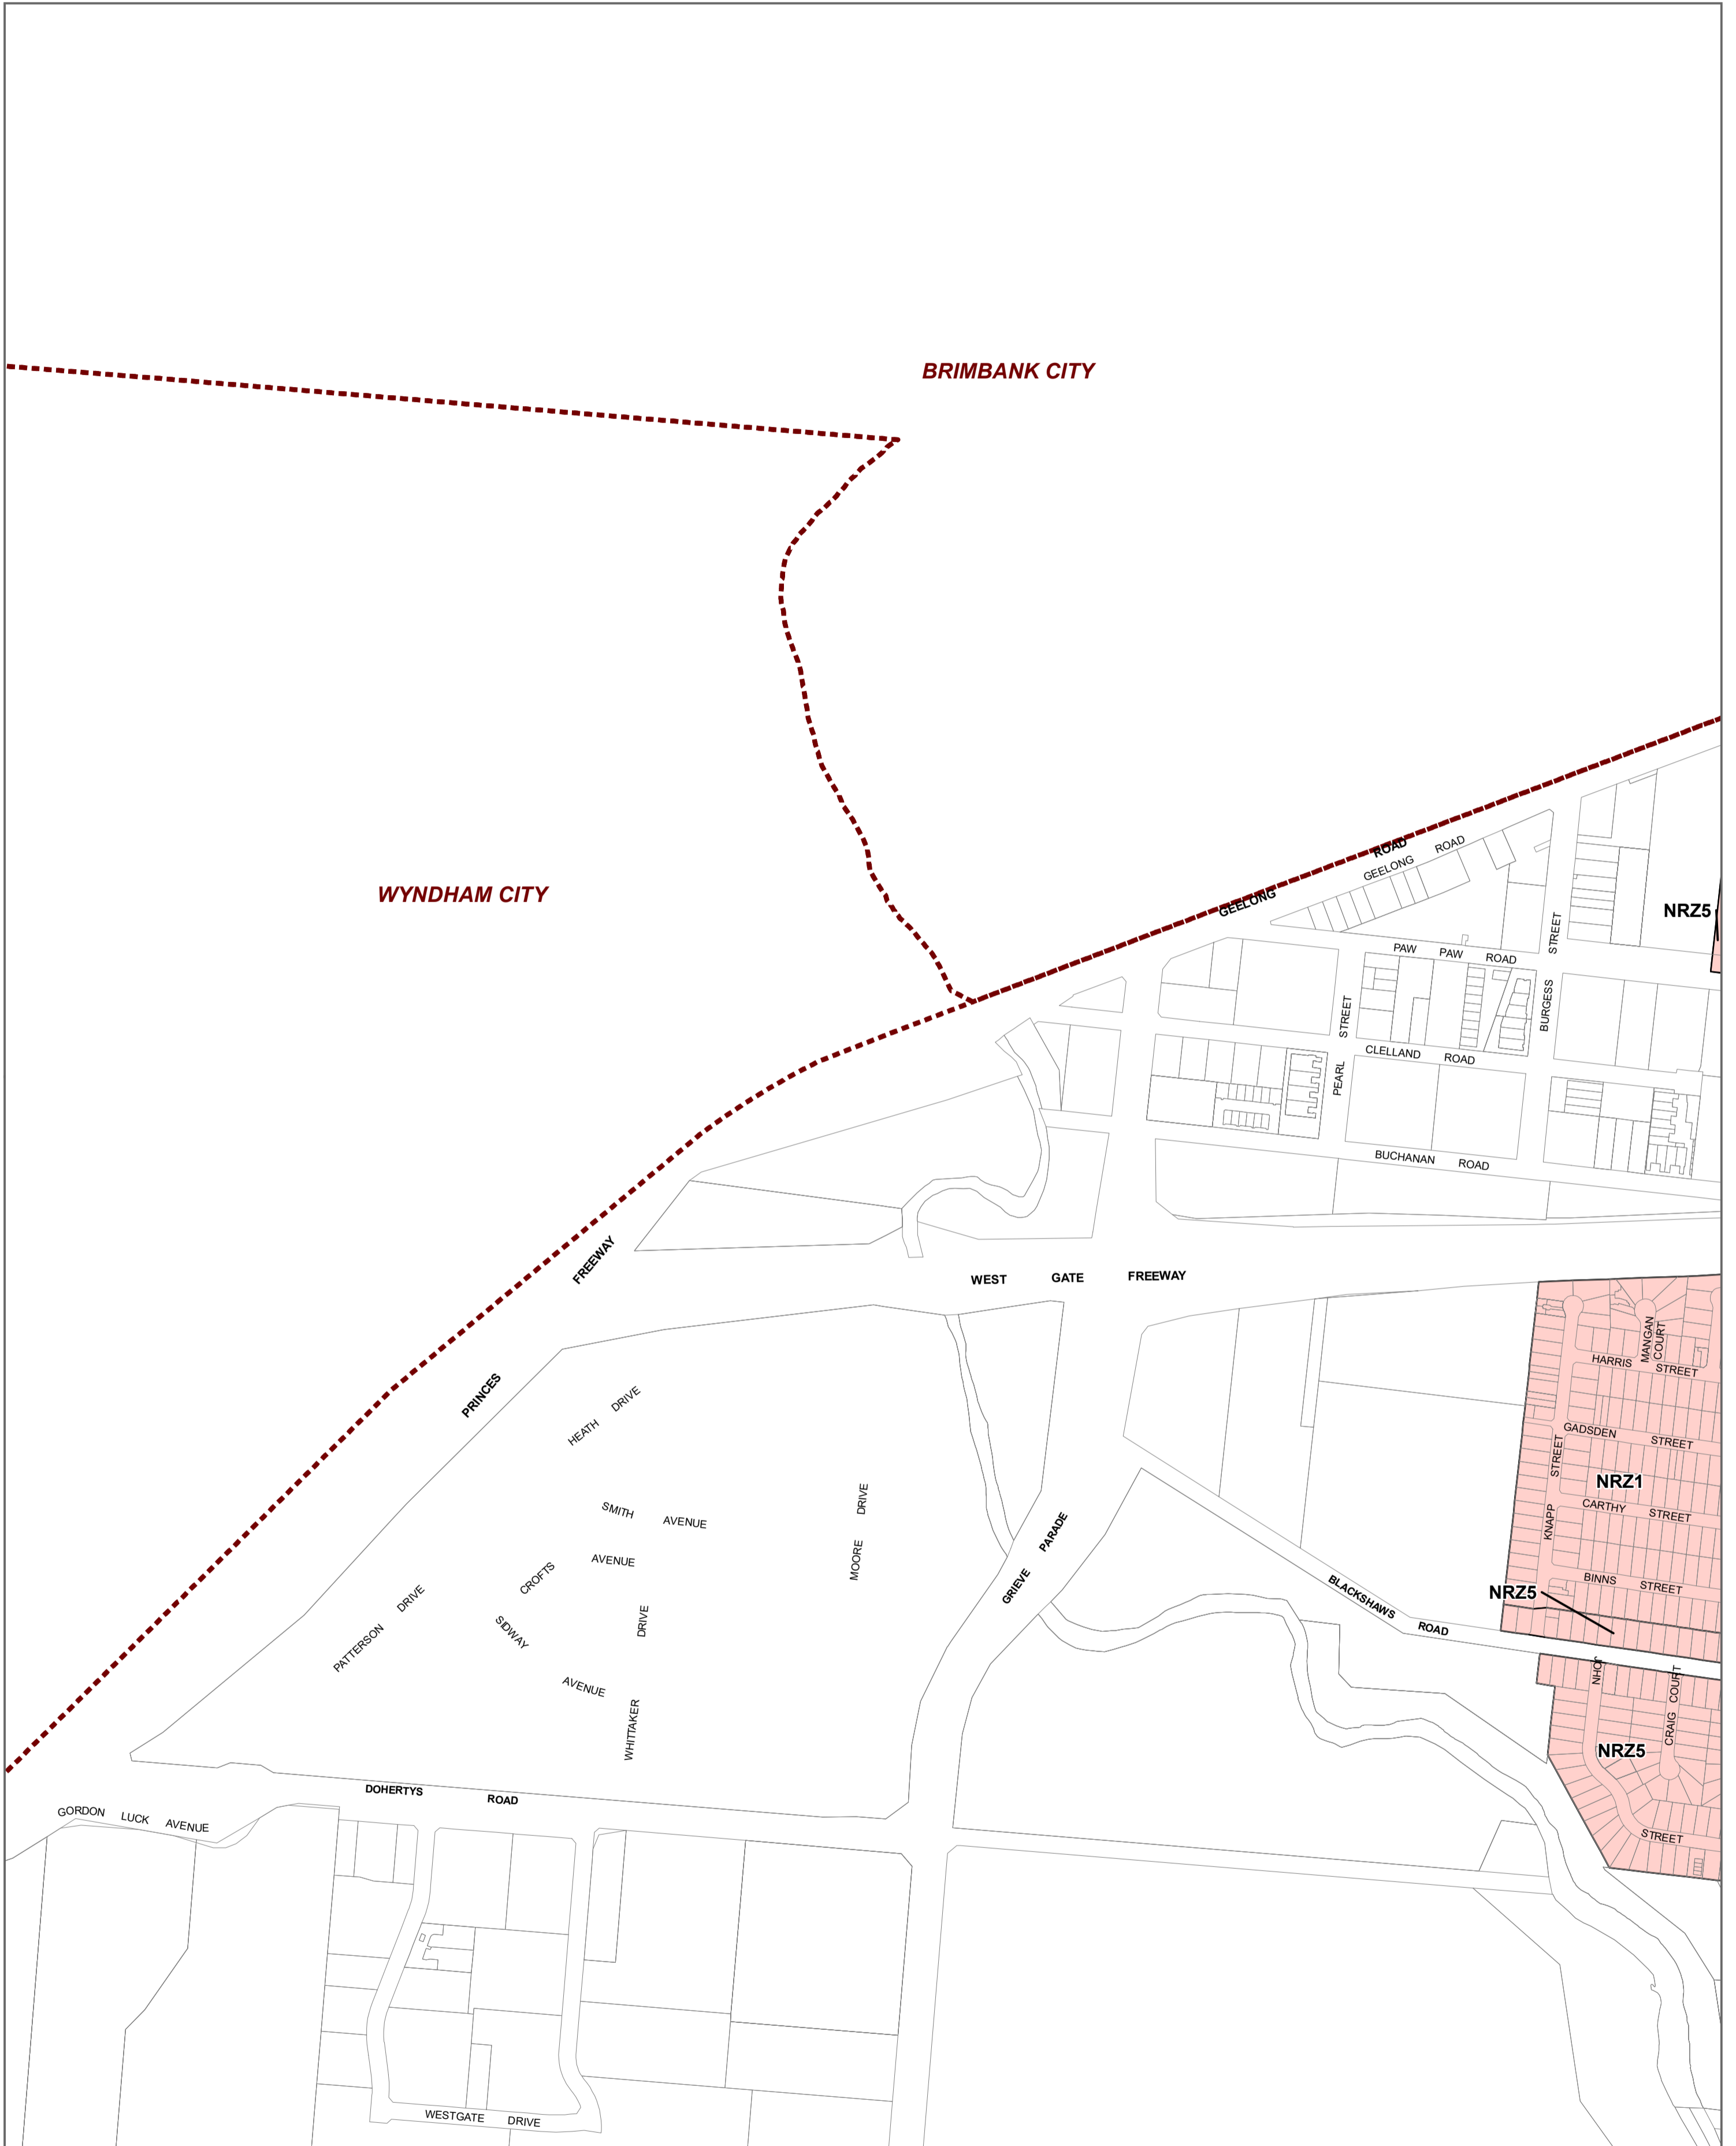 BRIMBANK CITY
WYNDHAM CITY
GEELONG ROAD
GEELONG ROAD
NRZ5
PAW PAW ROAD
BURGESS STREET
PEARL STREET
CLELLAND ROAD
BUCHANAN ROAD
PRINCES FREEWAY
WEST GATE FREEWAY
MANGAN COURT
HARRIS STREET
GADSDEN STREET
NRZ1
KNAPP STREET
CARTHY STREET
BINNS STREET
NRZ5
HEATH DRIVE
SMITH AVENUE
MOORE DRIVE
CROFTS AVENUE
PATTERSON DRIVE
SIDWAY AVENUE
WHITTAKER DRIVE
GRIEVE PARADE
BLACKSHAWS ROAD
JOHN STREET
CRAIG COURT
NRZ5
DOHERTYS ROAD
GORDON LUCK AVENUE
WESTGATE DRIVE